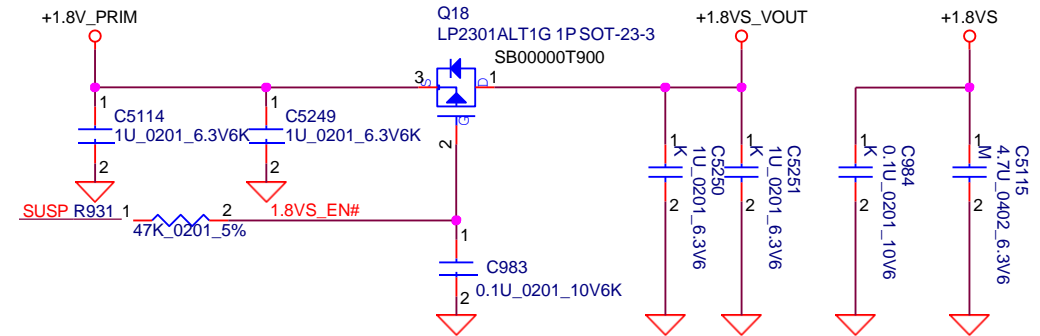 Q18
+1.8V_PRIM
LP2301ALT1G 1P SOT-23-3
SB00000T900
+1.8VS_VOUT
+1.8VS
3
S
D
1
G
2
1
C5114
1U_0201_6.3V6K
2
1
C5249
1U_0201_6.3V6K
2
1
K
C5250
1U_0201_6.3V6
2
1
K
C5251
1U_0201_6.3V6
2
1
K
C984
0.1U_0201_10V6
2
1
M
C5115
4.7U_0402_6.3V6
2
SUSP R931 1
2
1.8VS_EN#
47K_0201_5%
1
C983
0.1U_0201_10V6K
2